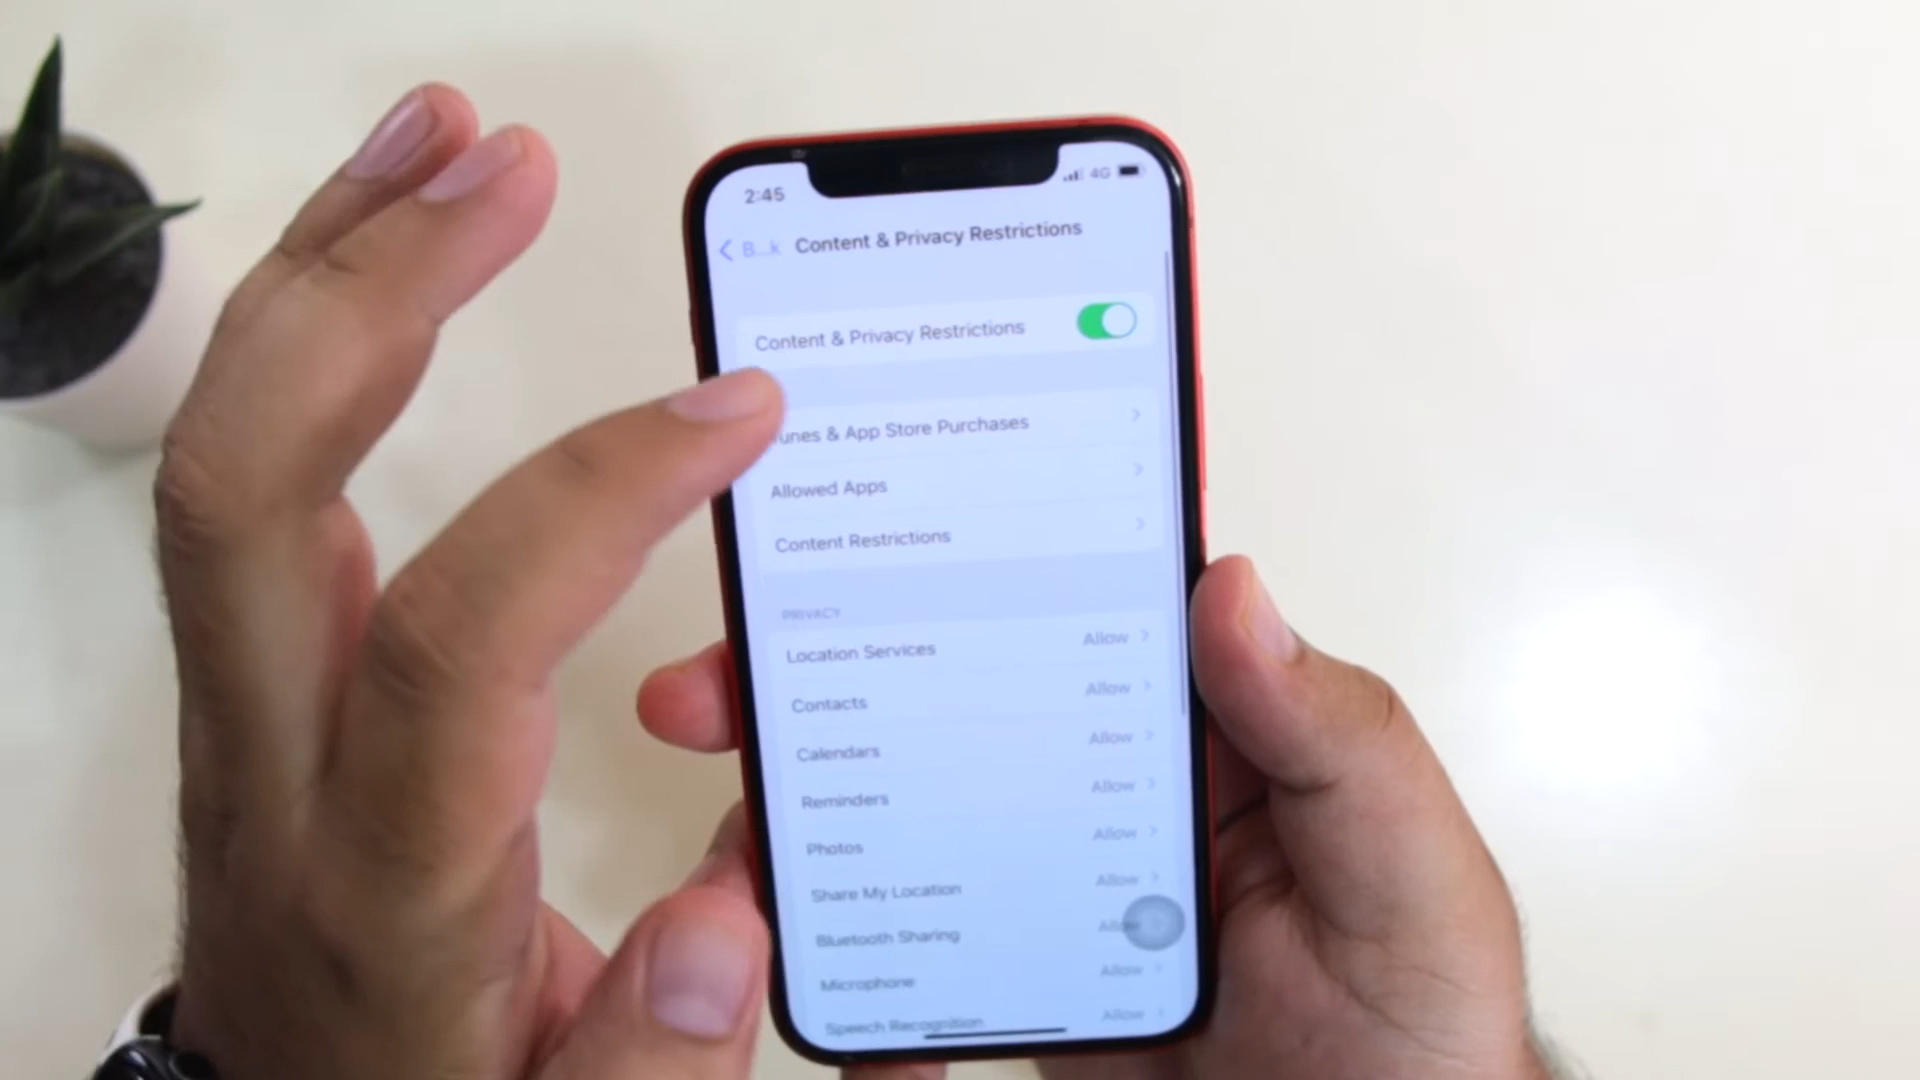 2:45 4G
B...k Content & Privacy Restrictions
Content & Privacy Restrictions
unes & App Store Purchases
Allowed Apps
Content Restrictions
PRIVACY
Location Services Allow
Contacts Allow
Calendars Allow
Reminders Allow
Photos Allow
Share My Location Allow
Bluetooth Sharing Allow
Microphone Allow
Speech Recognition Allow